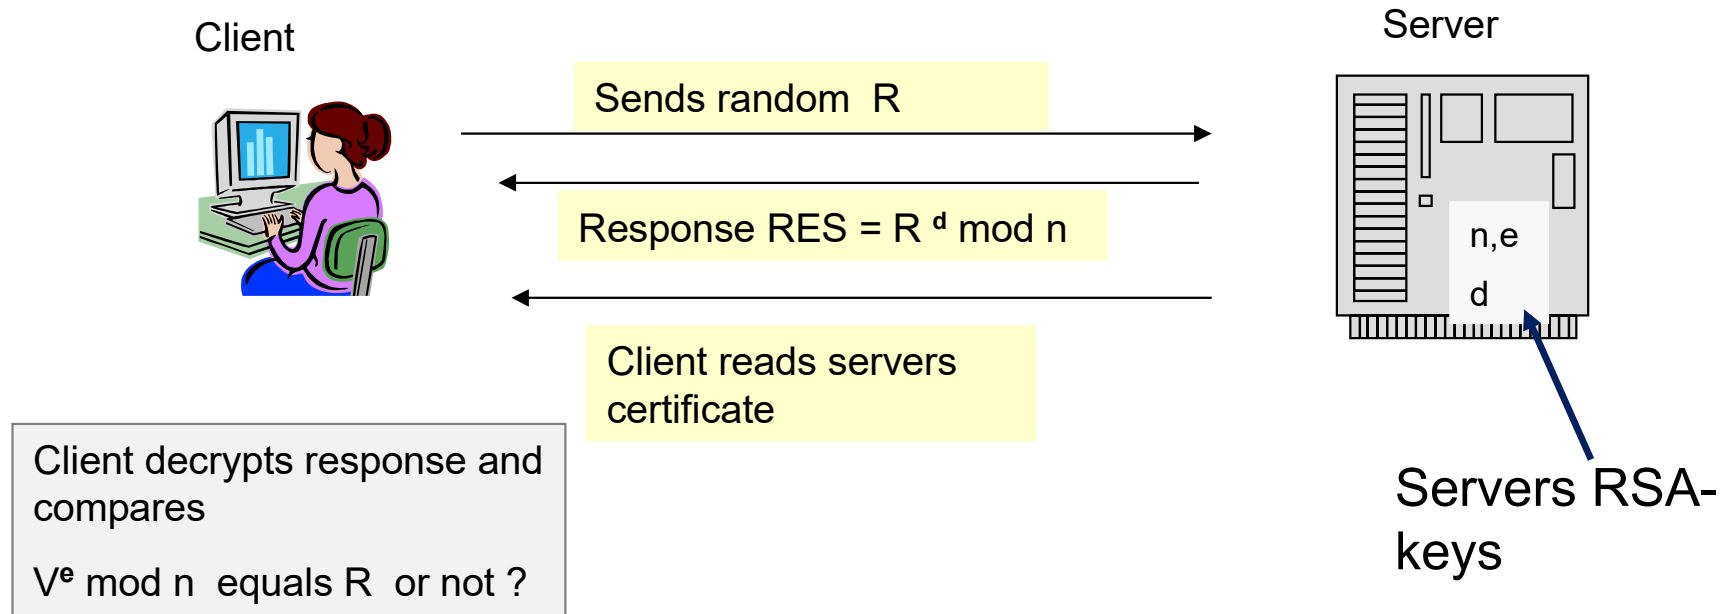 Client
Server
Sends random R
Response RES = R ᵈ mod n
n,e
d
Client reads servers
certificate
Client decrypts response and
compares
Vᵉ mod n equals R or not ?
Servers RSA-
keys